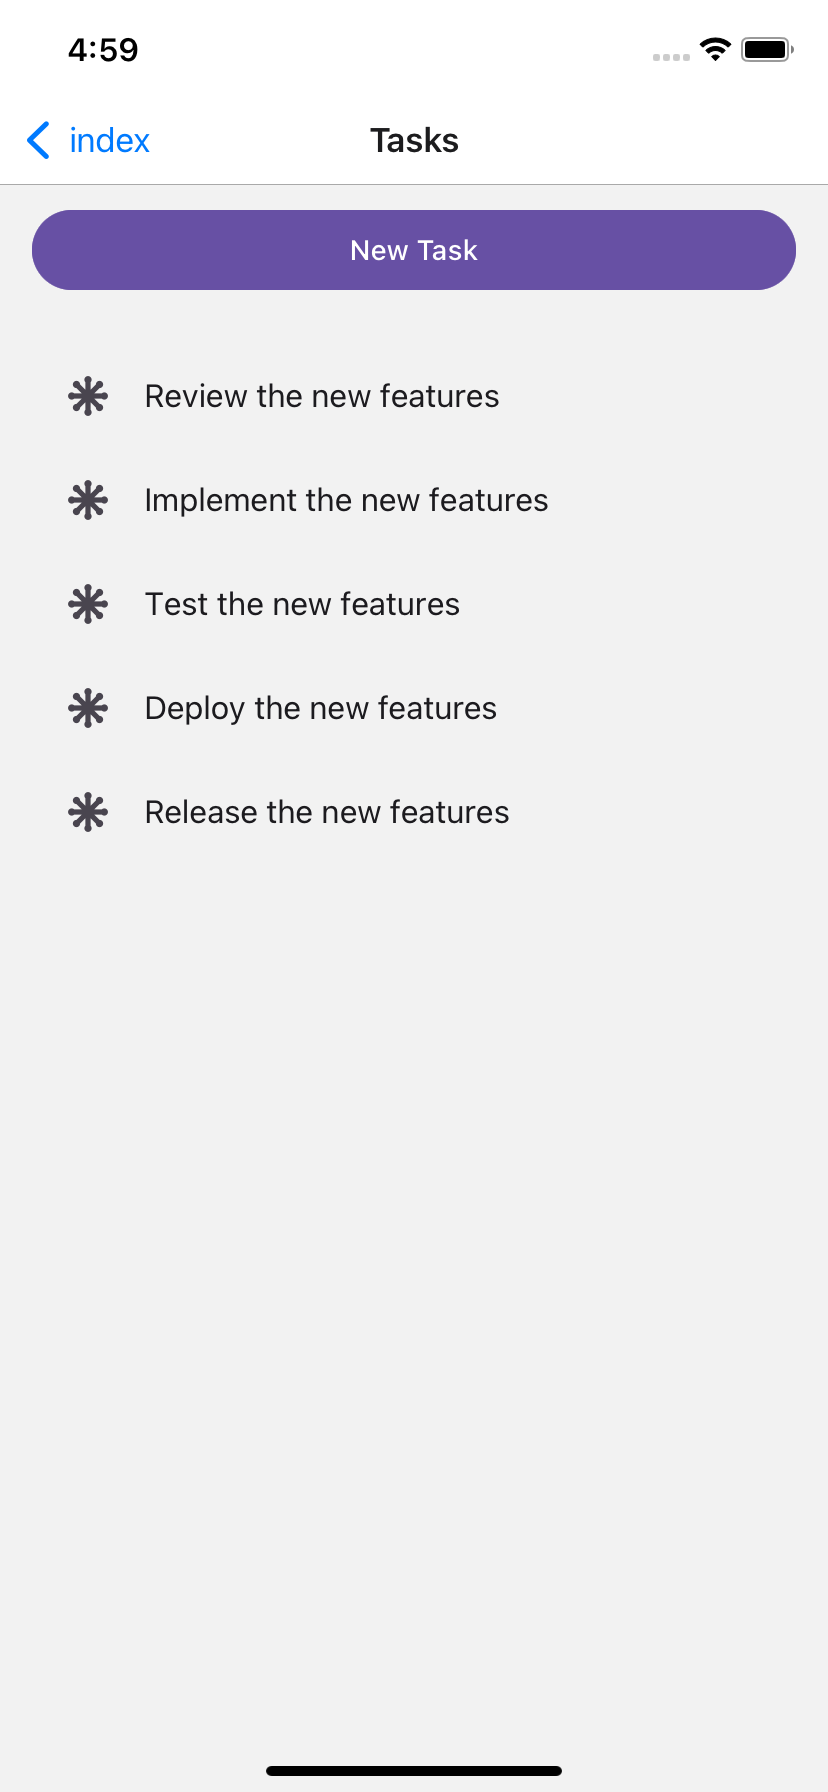 4:59
index
Tasks
New Task
Review the new features
Implement the new features
Test the new features
Deploy the new features
Release the new features